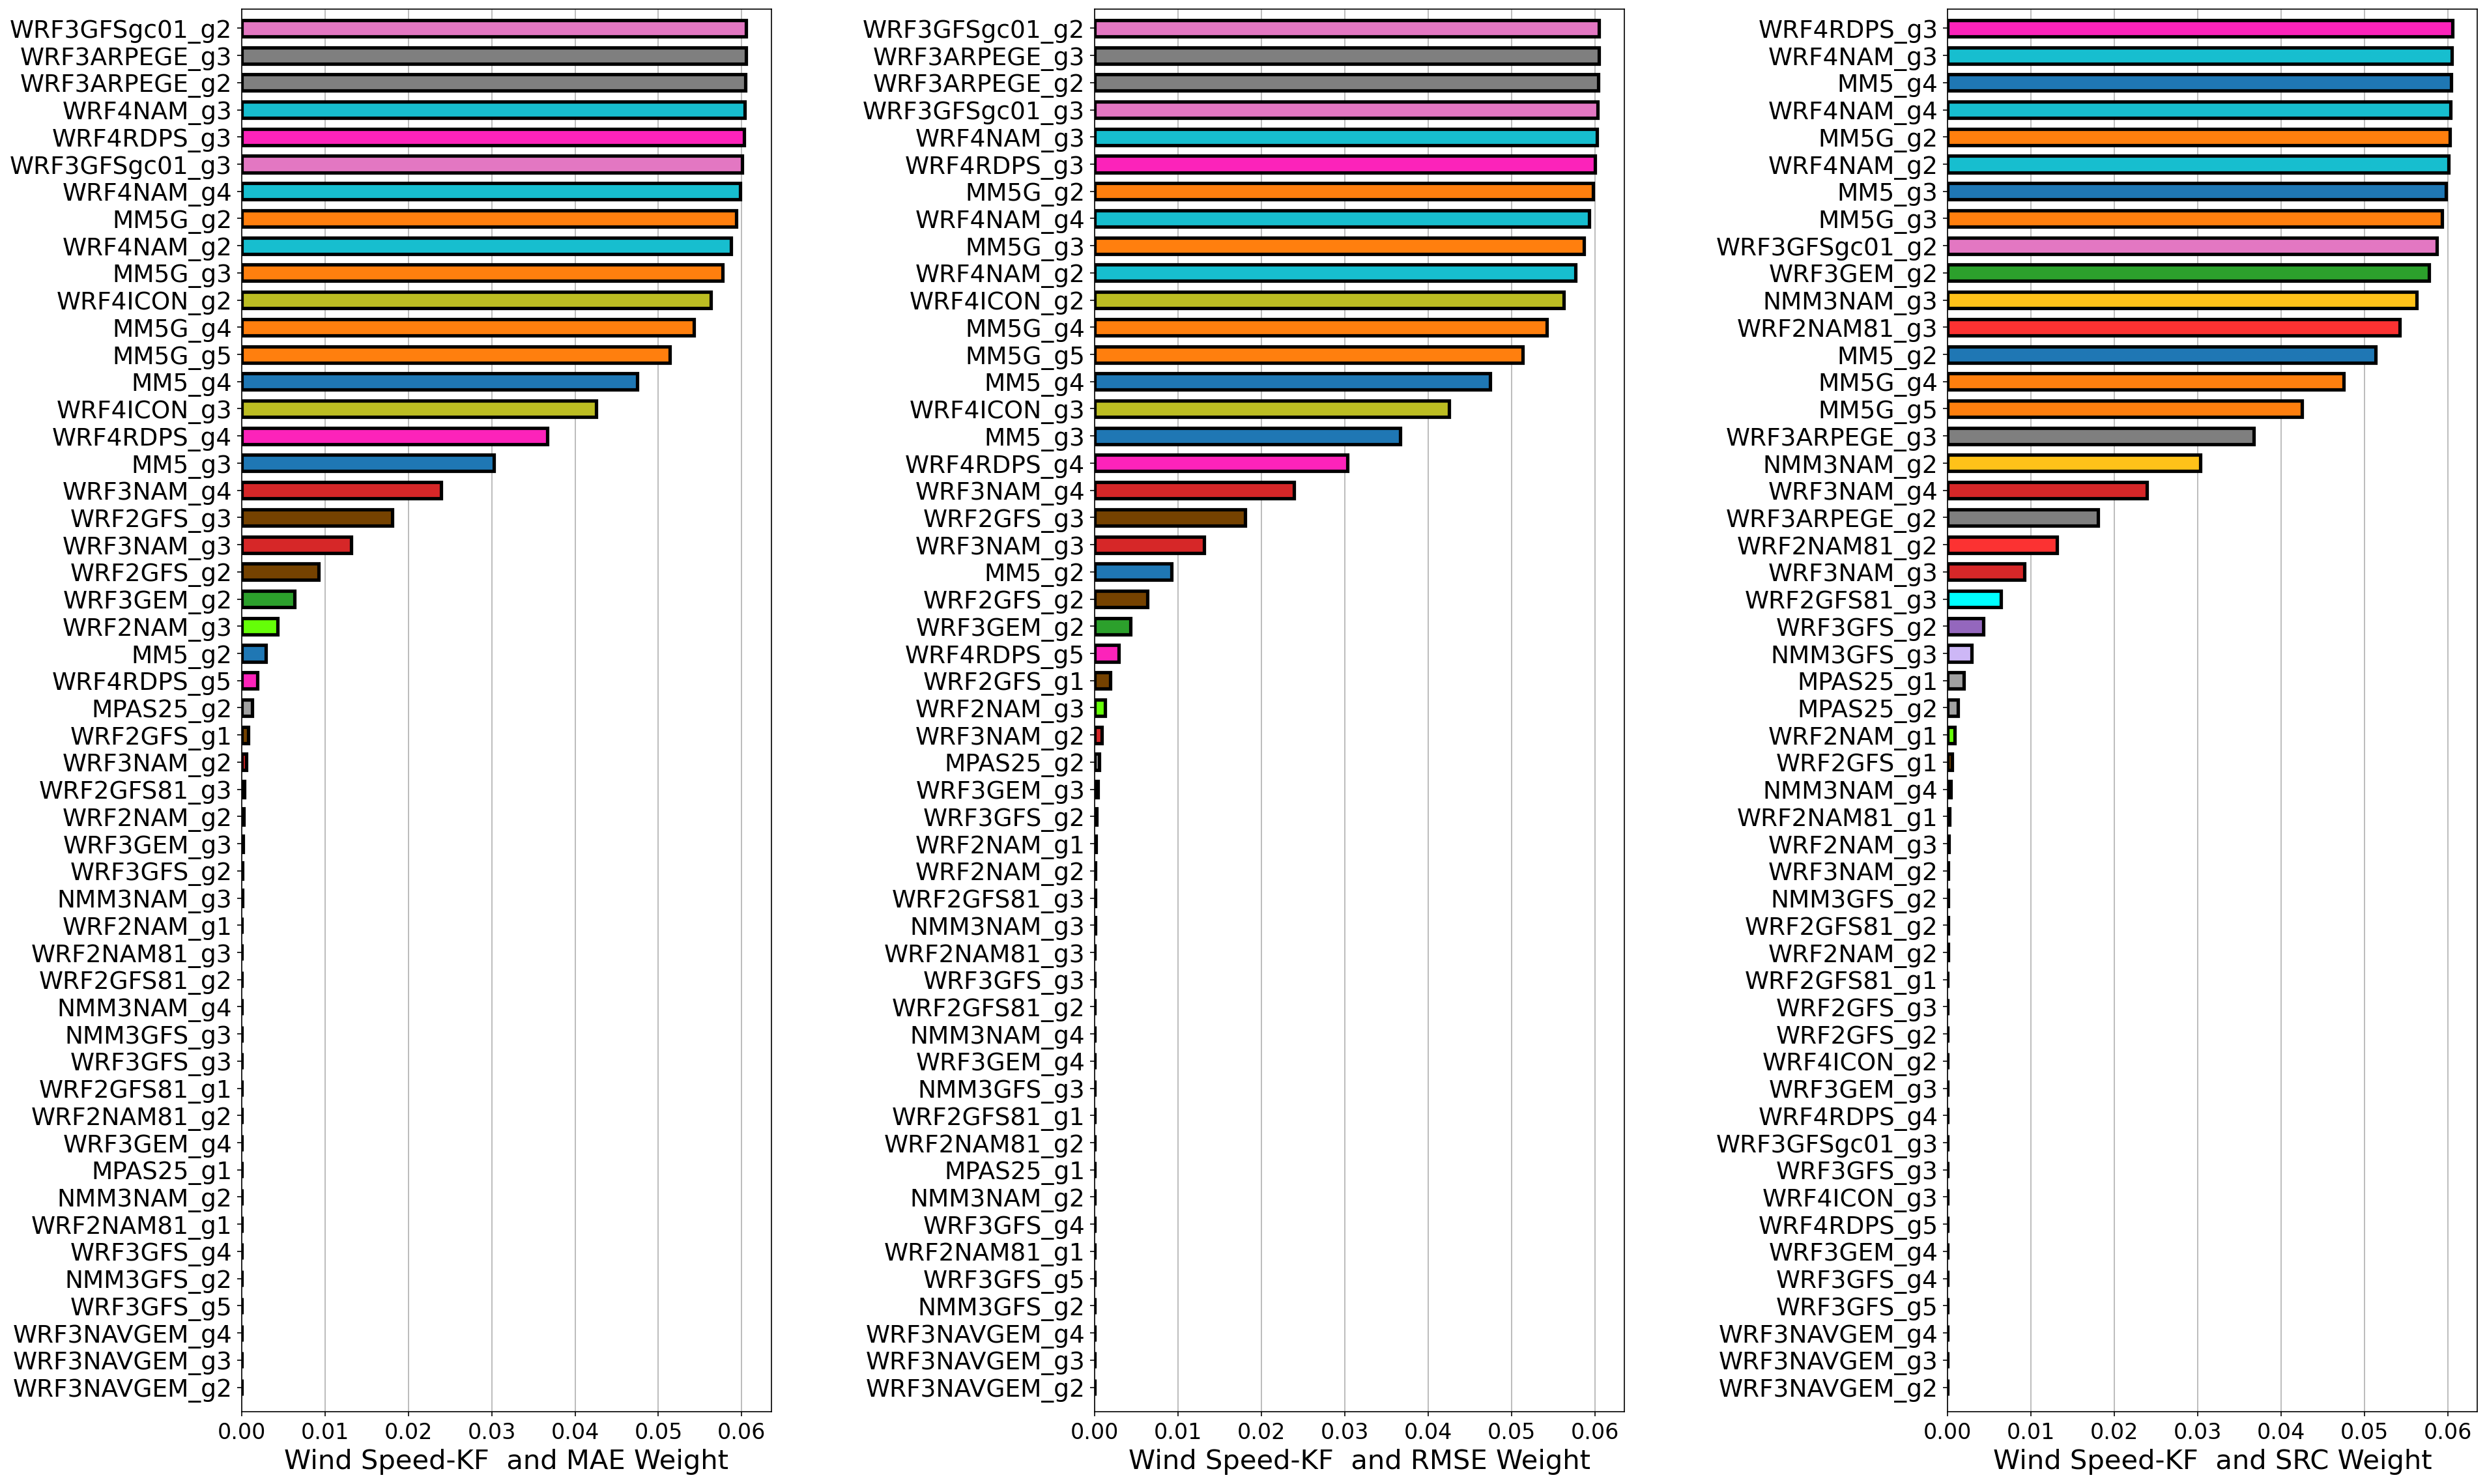 WRF3GFSgc01_g2
WRF3ARPEGE_g3
WRF3ARPEGE_g2
WRF4NAM_g3
WRF4RDPS_g3
WRF3GFSgc01_g3
WRF4NAM_g4
MM5G_g2
WRF4NAM_g2
MM5G_g3
WRF4ICON_g2
MM5G_g4
MM5G_g5
MM5_g4
WRF4ICON_g3
WRF4RDPS_g4
MM5_g3
WRF3NAM_g4
WRF2GFS_g3
WRF3NAM_g3
WRF2GFS_g2
WRF3GEM_g2
WRF2NAM_g3
MM5_g2
WRF4RDPS_g5
MPAS25_g2
WRF2GFS_g1
WRF3NAM_g2
WRF2GFS81_g3
WRF2NAM_g2
WRF3GEM_g3
WRF3GFS_g2
NMM3NAM_g3
WRF2NAM_g1
WRF2NAM81_g3
WRF2GFS81_g2
NMM3NAM_g4
NMM3GFS_g3
WRF3GFS_g3
WRF2GFS81_g1
WRF2NAM81_g2
WRF3GEM_g4
MPAS25_g1
NMM3NAM_g2
WRF2NAM81_g1
WRF3GFS_g4
NMM3GFS_g2
WRF3GFS_g5
WRF3NAVGEM_g4
WRF3NAVGEM_g3
WRF3NAVGEM_g2
0.00 0.01 0.02 0.03 0.04 0.05 0.06
Wind Speed-KF  and MAE Weight
WRF3GFSgc01_g2
WRF3ARPEGE_g3
WRF3ARPEGE_g2
WRF3GFSgc01_g3
WRF4NAM_g3
WRF4RDPS_g3
MM5G_g2
WRF4NAM_g4
MM5G_g3
WRF4NAM_g2
WRF4ICON_g2
MM5G_g4
MM5G_g5
MM5_g4
WRF4ICON_g3
MM5_g3
WRF4RDPS_g4
WRF3NAM_g4
WRF2GFS_g3
WRF3NAM_g3
MM5_g2
WRF2GFS_g2
WRF3GEM_g2
WRF4RDPS_g5
WRF2GFS_g1
WRF2NAM_g3
WRF3NAM_g2
MPAS25_g2
WRF3GEM_g3
WRF3GFS_g2
WRF2NAM_g1
WRF2NAM_g2
WRF2GFS81_g3
NMM3NAM_g3
WRF2NAM81_g3
WRF3GFS_g3
WRF2GFS81_g2
NMM3NAM_g4
WRF3GEM_g4
NMM3GFS_g3
WRF2GFS81_g1
WRF2NAM81_g2
MPAS25_g1
NMM3NAM_g2
WRF3GFS_g4
WRF2NAM81_g1
WRF3GFS_g5
NMM3GFS_g2
WRF3NAVGEM_g4
WRF3NAVGEM_g3
WRF3NAVGEM_g2
0.00 0.01 0.02 0.03 0.04 0.05 0.06
Wind Speed-KF  and RMSE Weight
WRF4RDPS_g3
WRF4NAM_g3
MM5_g4
WRF4NAM_g4
MM5G_g2
WRF4NAM_g2
MM5_g3
MM5G_g3
WRF3GFSgc01_g2
WRF3GEM_g2
NMM3NAM_g3
WRF2NAM81_g3
MM5_g2
MM5G_g4
MM5G_g5
WRF3ARPEGE_g3
NMM3NAM_g2
WRF3NAM_g4
WRF3ARPEGE_g2
WRF2NAM81_g2
WRF3NAM_g3
WRF2GFS81_g3
WRF3GFS_g2
NMM3GFS_g3
MPAS25_g1
MPAS25_g2
WRF2NAM_g1
WRF2GFS_g1
NMM3NAM_g4
WRF2NAM81_g1
WRF2NAM_g3
WRF3NAM_g2
NMM3GFS_g2
WRF2GFS81_g2
WRF2NAM_g2
WRF2GFS81_g1
WRF2GFS_g3
WRF2GFS_g2
WRF4ICON_g2
WRF3GEM_g3
WRF4RDPS_g4
WRF3GFSgc01_g3
WRF3GFS_g3
WRF4ICON_g3
WRF4RDPS_g5
WRF3GEM_g4
WRF3GFS_g4
WRF3GFS_g5
WRF3NAVGEM_g4
WRF3NAVGEM_g3
WRF3NAVGEM_g2
0.00 0.01 0.02 0.03 0.04 0.05 0.06
Wind Speed-KF  and SRC Weight